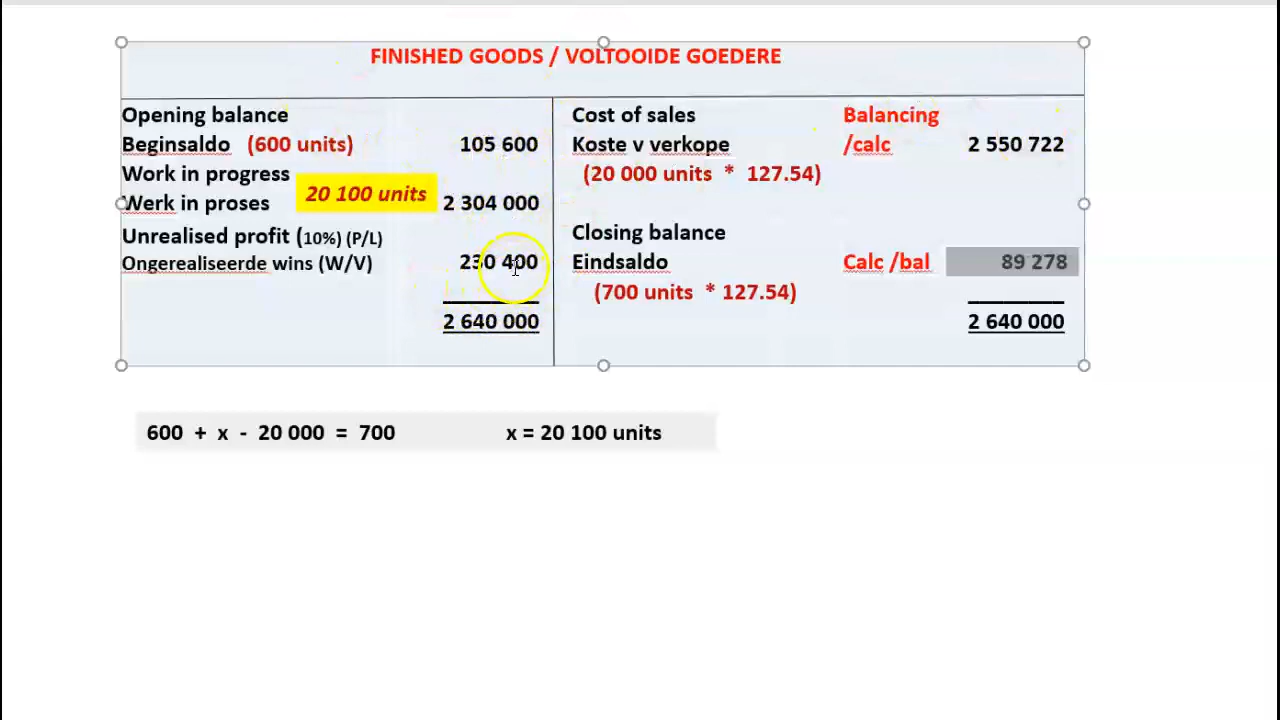 FINISHED GOODS / VOLTOOIDE GOEDERE
Opening balance
Beginsaldo (600 units) 105 600
Work in progress
20 100 units
Werk in proses 2 304 000
Unrealised profit (10%) (P/L)
Ongerealiseerde wins (W/V) 230 400
2 640 000
Cost of sales Balancing
Koste v verkope /calc 2 550 722
(20 000 units * 127.54)
Closing balance
Eindsaldo Calc /bal 89 278
(700 units * 127.54)
2 640 000
600 + x - 20 000 = 700 x = 20 100 units